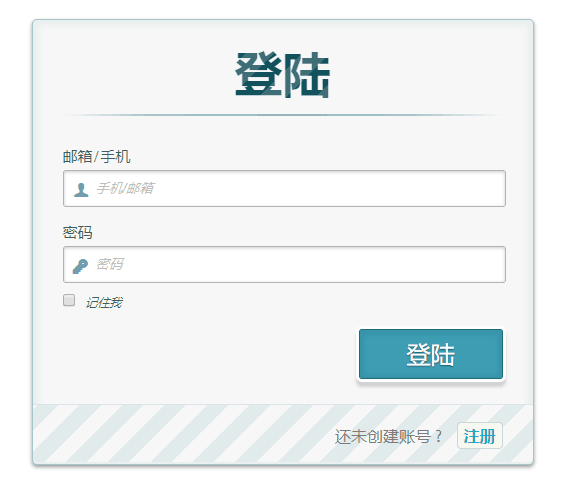 登陆
邮箱/手机
手机/邮箱
密码
密码
记住我
登陆
还未创建账号？ 注册